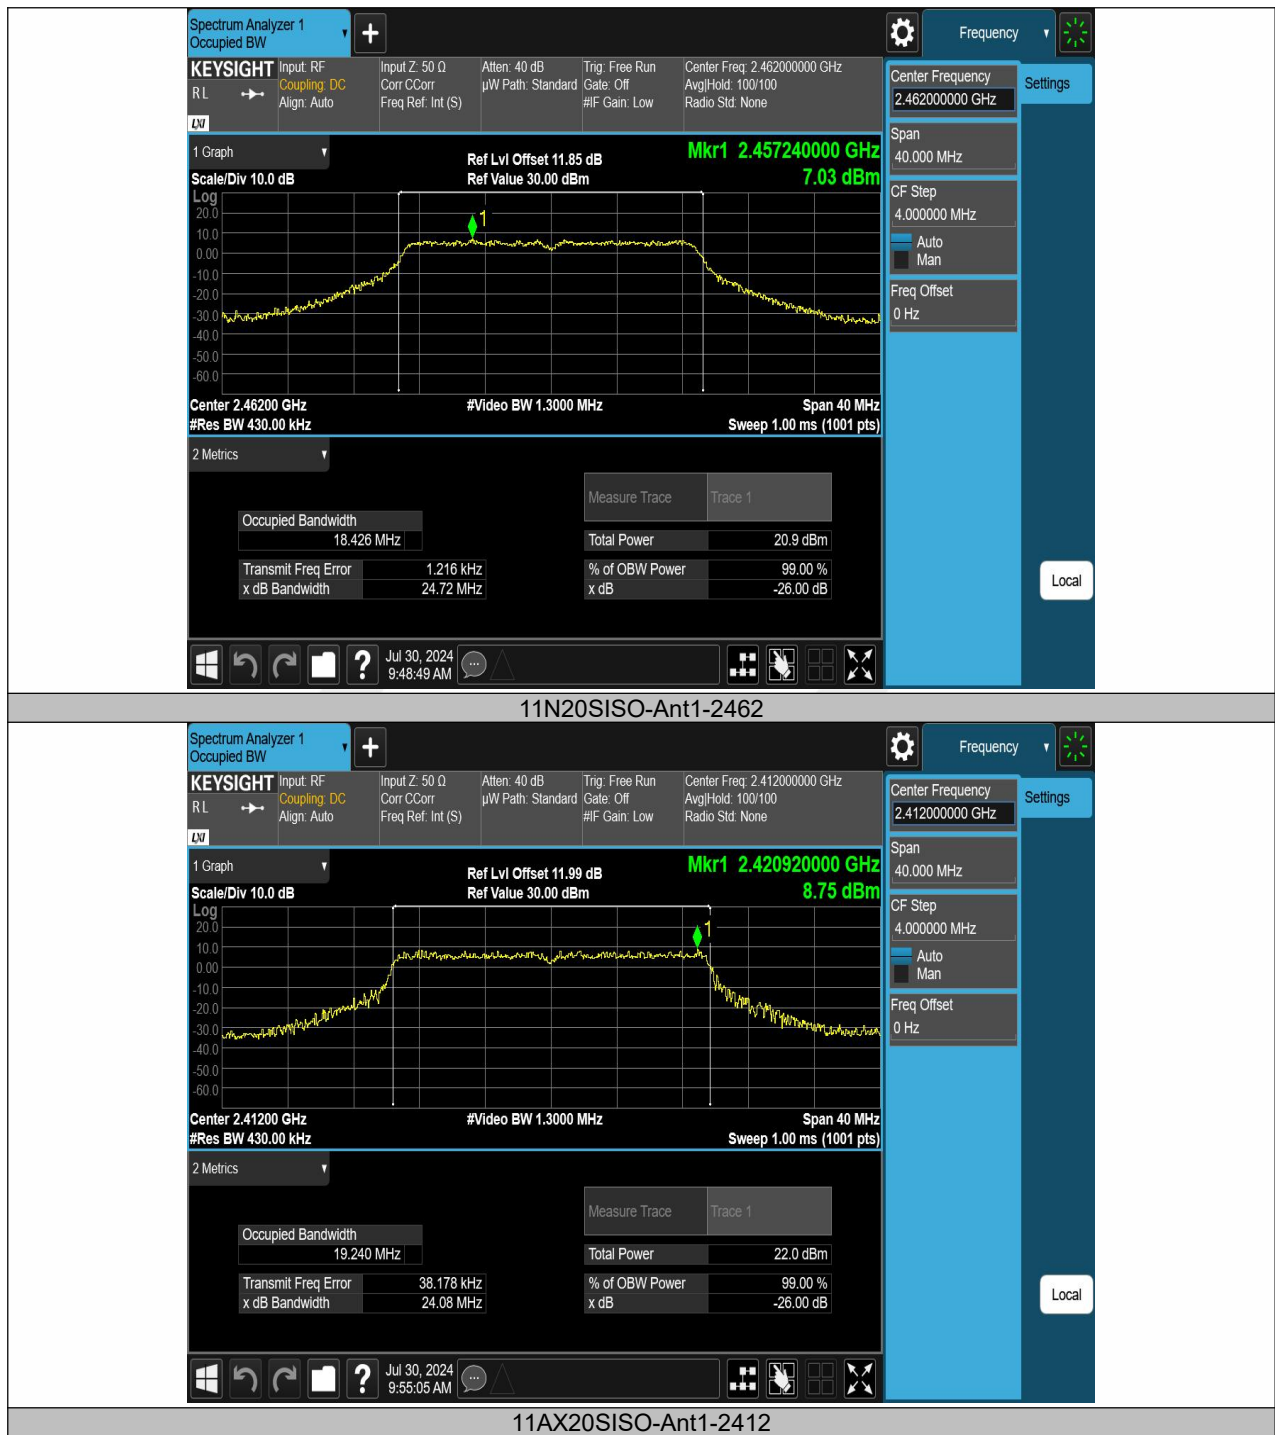 Spectrum Analyzer 1
Occupied BW
+
Frequency
KEYSIGHT
R L
LXI
Input: RF
Coupling: DC
Align: Auto
Input Z: 50 Ω
Corr CCorr
Freq Ref: Int (S)
Atten: 40 dB
µW Path: Standard
Trig: Free Run
Gate: Off
#IF Gain: Low
Center Freq: 2.462000000 GHz
Avg|Hold: 100/100
Radio Std: None
Center Frequency
2.462000000 GHz
Settings
Span
40.000 MHz
CF Step
4.000000 MHz
Auto
Man
Freq Offset
0 Hz
Local
1 Graph
Scale/Div 10.0 dB
Ref Lvl Offset 11.85 dB
Ref Value 30.00 dBm
Mkr1 2.457240000 GHz
7.03 dBm
Log
20.0
10.0
0.00
-10.0
-20.0
-30.0
-40.0
-50.0
-60.0
1
Center 2.46200 GHz
#Video BW 1.3000 MHz
Span 40 MHz
#Res BW 430.00 kHz
Sweep 1.00 ms (1001 pts)
2 Metrics
Measure Trace Trace 1
Occupied Bandwidth
18.426 MHz
Total Power 20.9 dBm
Transmit Freq Error 1.216 kHz
% of OBW Power 99.00 %
x dB Bandwidth 24.72 MHz
x dB -26.00 dB
?
Jul 30, 2024
9:48:49 AM
11N20SISO-Ant1-2462
Spectrum Analyzer 1
Occupied BW
+
Frequency
KEYSIGHT
R L
LXI
Input: RF
Coupling: DC
Align: Auto
Input Z: 50 Ω
Corr CCorr
Freq Ref: Int (S)
Atten: 40 dB
µW Path: Standard
Trig: Free Run
Gate: Off
#IF Gain: Low
Center Freq: 2.412000000 GHz
Avg|Hold: 100/100
Radio Std: None
Center Frequency
2.412000000 GHz
Settings
Span
40.000 MHz
CF Step
4.000000 MHz
Auto
Man
Freq Offset
0 Hz
Local
1 Graph
Scale/Div 10.0 dB
Ref Lvl Offset 11.99 dB
Ref Value 30.00 dBm
Mkr1 2.420920000 GHz
8.75 dBm
Log
20.0
10.0
0.00
-10.0
-20.0
-30.0
-40.0
-50.0
-60.0
1
Center 2.41200 GHz
#Video BW 1.3000 MHz
Span 40 MHz
#Res BW 430.00 kHz
Sweep 1.00 ms (1001 pts)
2 Metrics
Measure Trace Trace 1
Occupied Bandwidth
19.240 MHz
Total Power 22.0 dBm
Transmit Freq Error 38.178 kHz
% of OBW Power 99.00 %
x dB Bandwidth 24.08 MHz
x dB -26.00 dB
?
Jul 30, 2024
9:55:05 AM
11AX20SISO-Ant1-2412